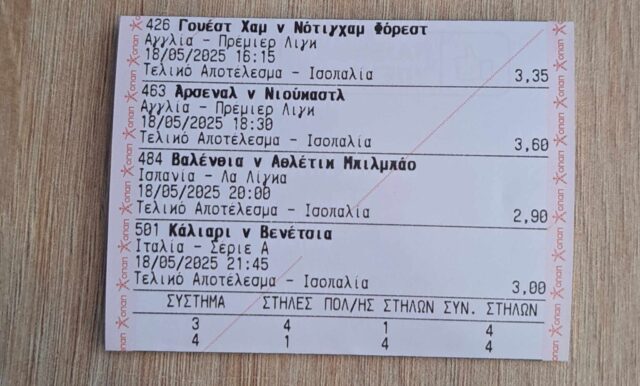 426 Γουέστ Χαμ v Νότιγχαμ Φόρεστ
Αγγλία - Πρέμιερ Λιγκ
18/05/2025 16:15
Τελικό Αποτέλεσμα - Ισοπαλία 3,35
463 Άρσεναλ v Νιούκαστλ
Αγγλία - Πρέμιερ Λιγκ
18/05/2025 18:30
Τελικό Αποτέλεσμα - Ισοπαλία 3,60
484 Βαλένθια v Αθλέτικ Μπιλμπάο
Ισπανία - Λα Λίγκα
18/05/2025 20:00
Τελικό Αποτέλεσμα - Ισοπαλία 2,90
501 Κάλιαρι v Βενέτσια
Ιταλία - Σέριε Α
18/05/2025 21:45
Τελικό Αποτέλεσμα - Ισοπαλία 3,00
ΣΥΣΤΗΜΑ ΣΤΗΛΕΣ ΠΟΛ/ΗΣ ΣΤΗΛΩΝ ΣΥΝ. ΣΤΗΛΩΝ
3 4 1 4
4 1 4 4